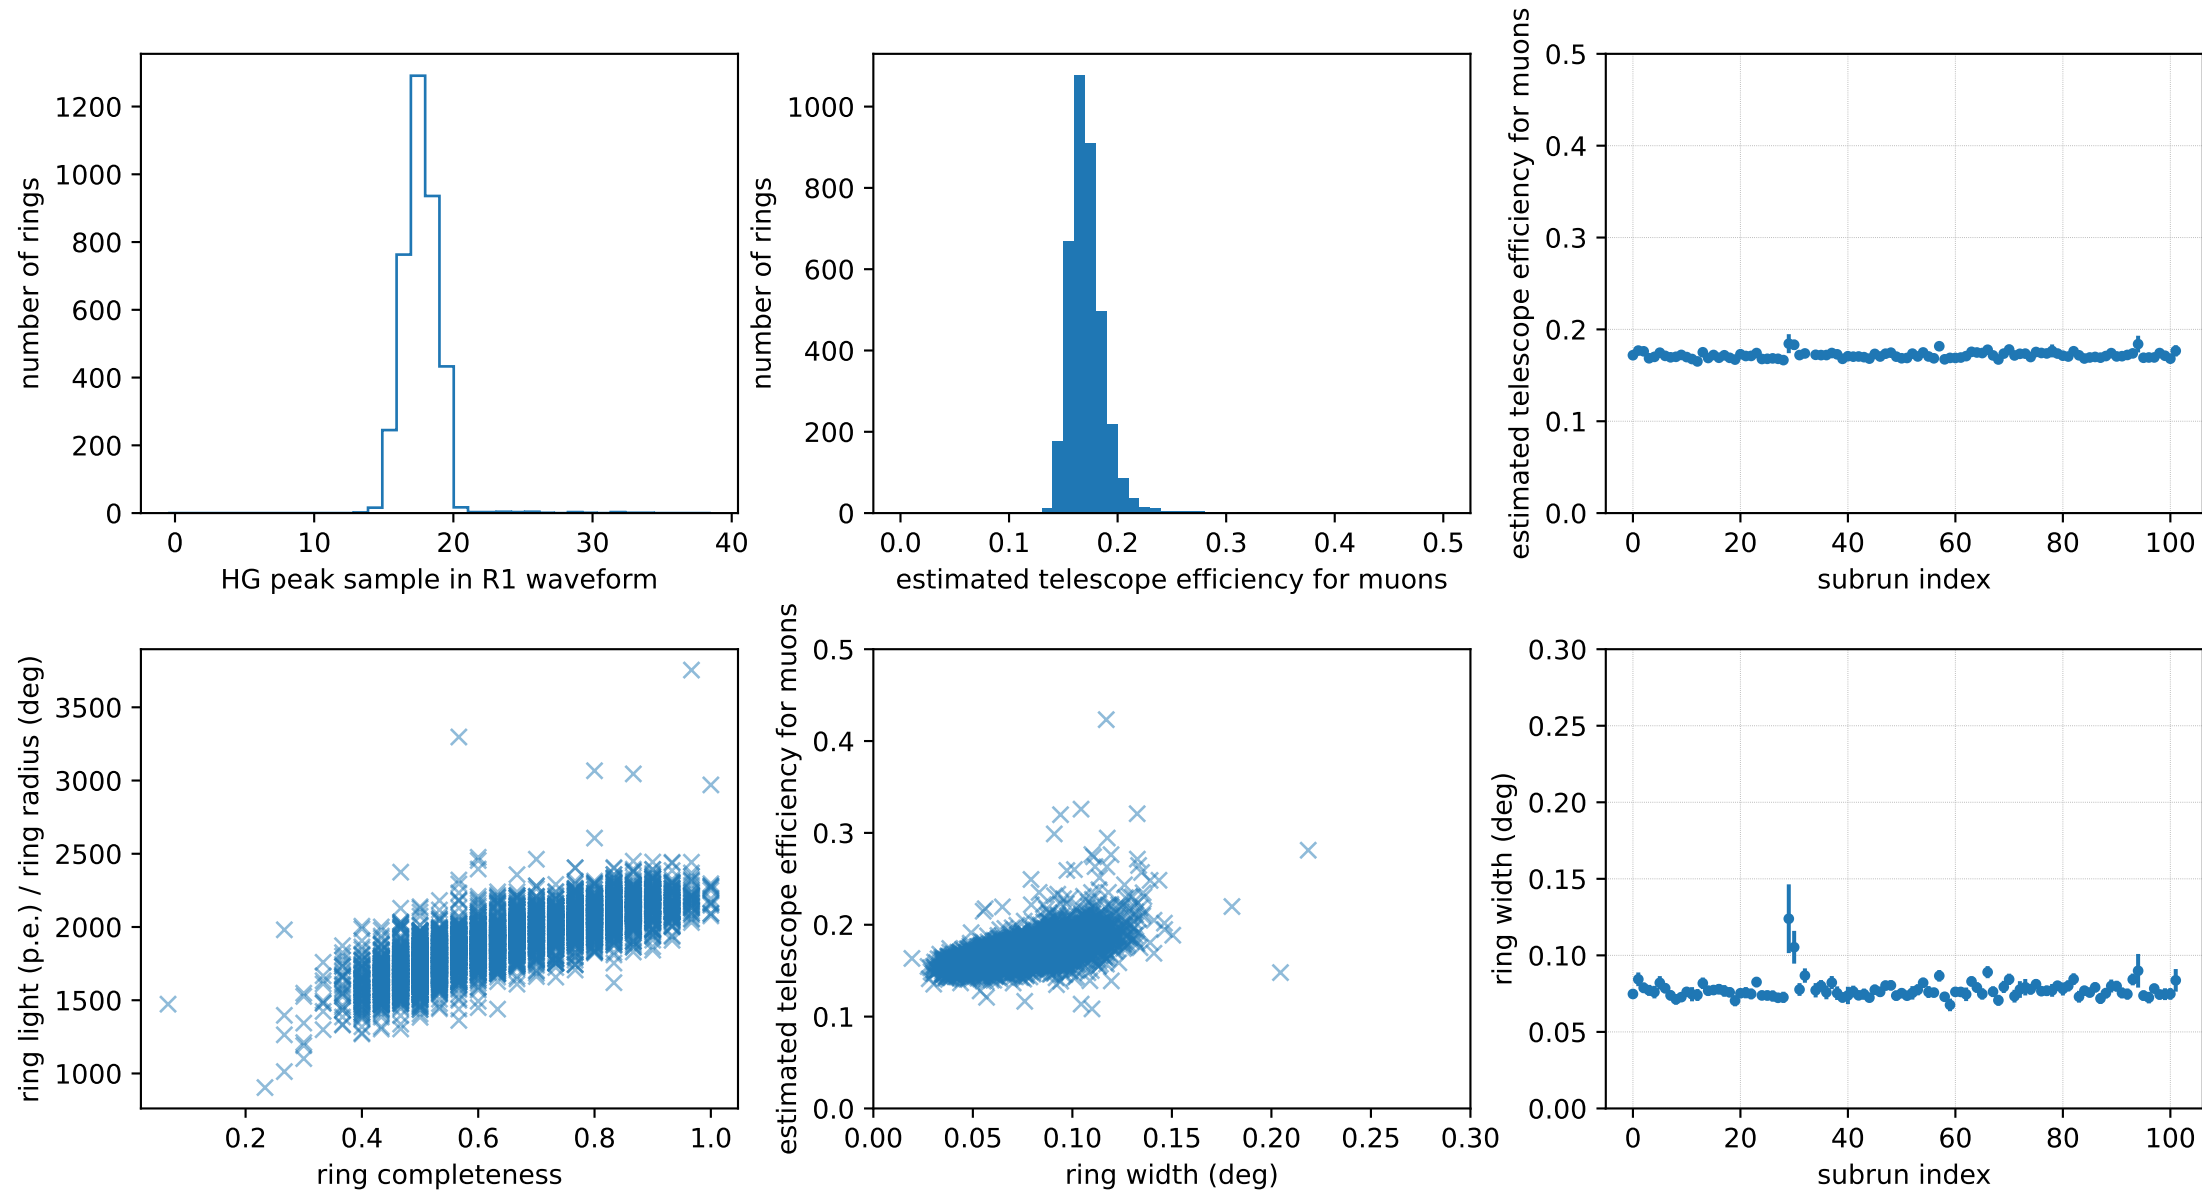 1200
1000
800
600
400
200
0
number of rings
0 10 20 30 40
HG peak sample in R1 waveform
1000
800
600
400
200
0
number of rings
0.0 0.1 0.2 0.3 0.4 0.5
estimated telescope efficiency for muons
0.5
0.4
0.3
0.2
0.1
0.0
estimated telescope efficiency for muons
0 20 40 60 80 100
subrun index
3500
3000
2500
2000
1500
1000
ring light (p.e.) / ring radius (deg)
0.2 0.4 0.6 0.8 1.0
ring completeness
0.5
0.4
0.3
0.2
0.1
0.0
estimated telescope efficiency for muons
0.00 0.05 0.10 0.15 0.20 0.25 0.30
ring width (deg)
0.30
0.25
0.20
0.15
0.10
0.05
0.00
ring width (deg)
0 20 40 60 80 100
subrun index